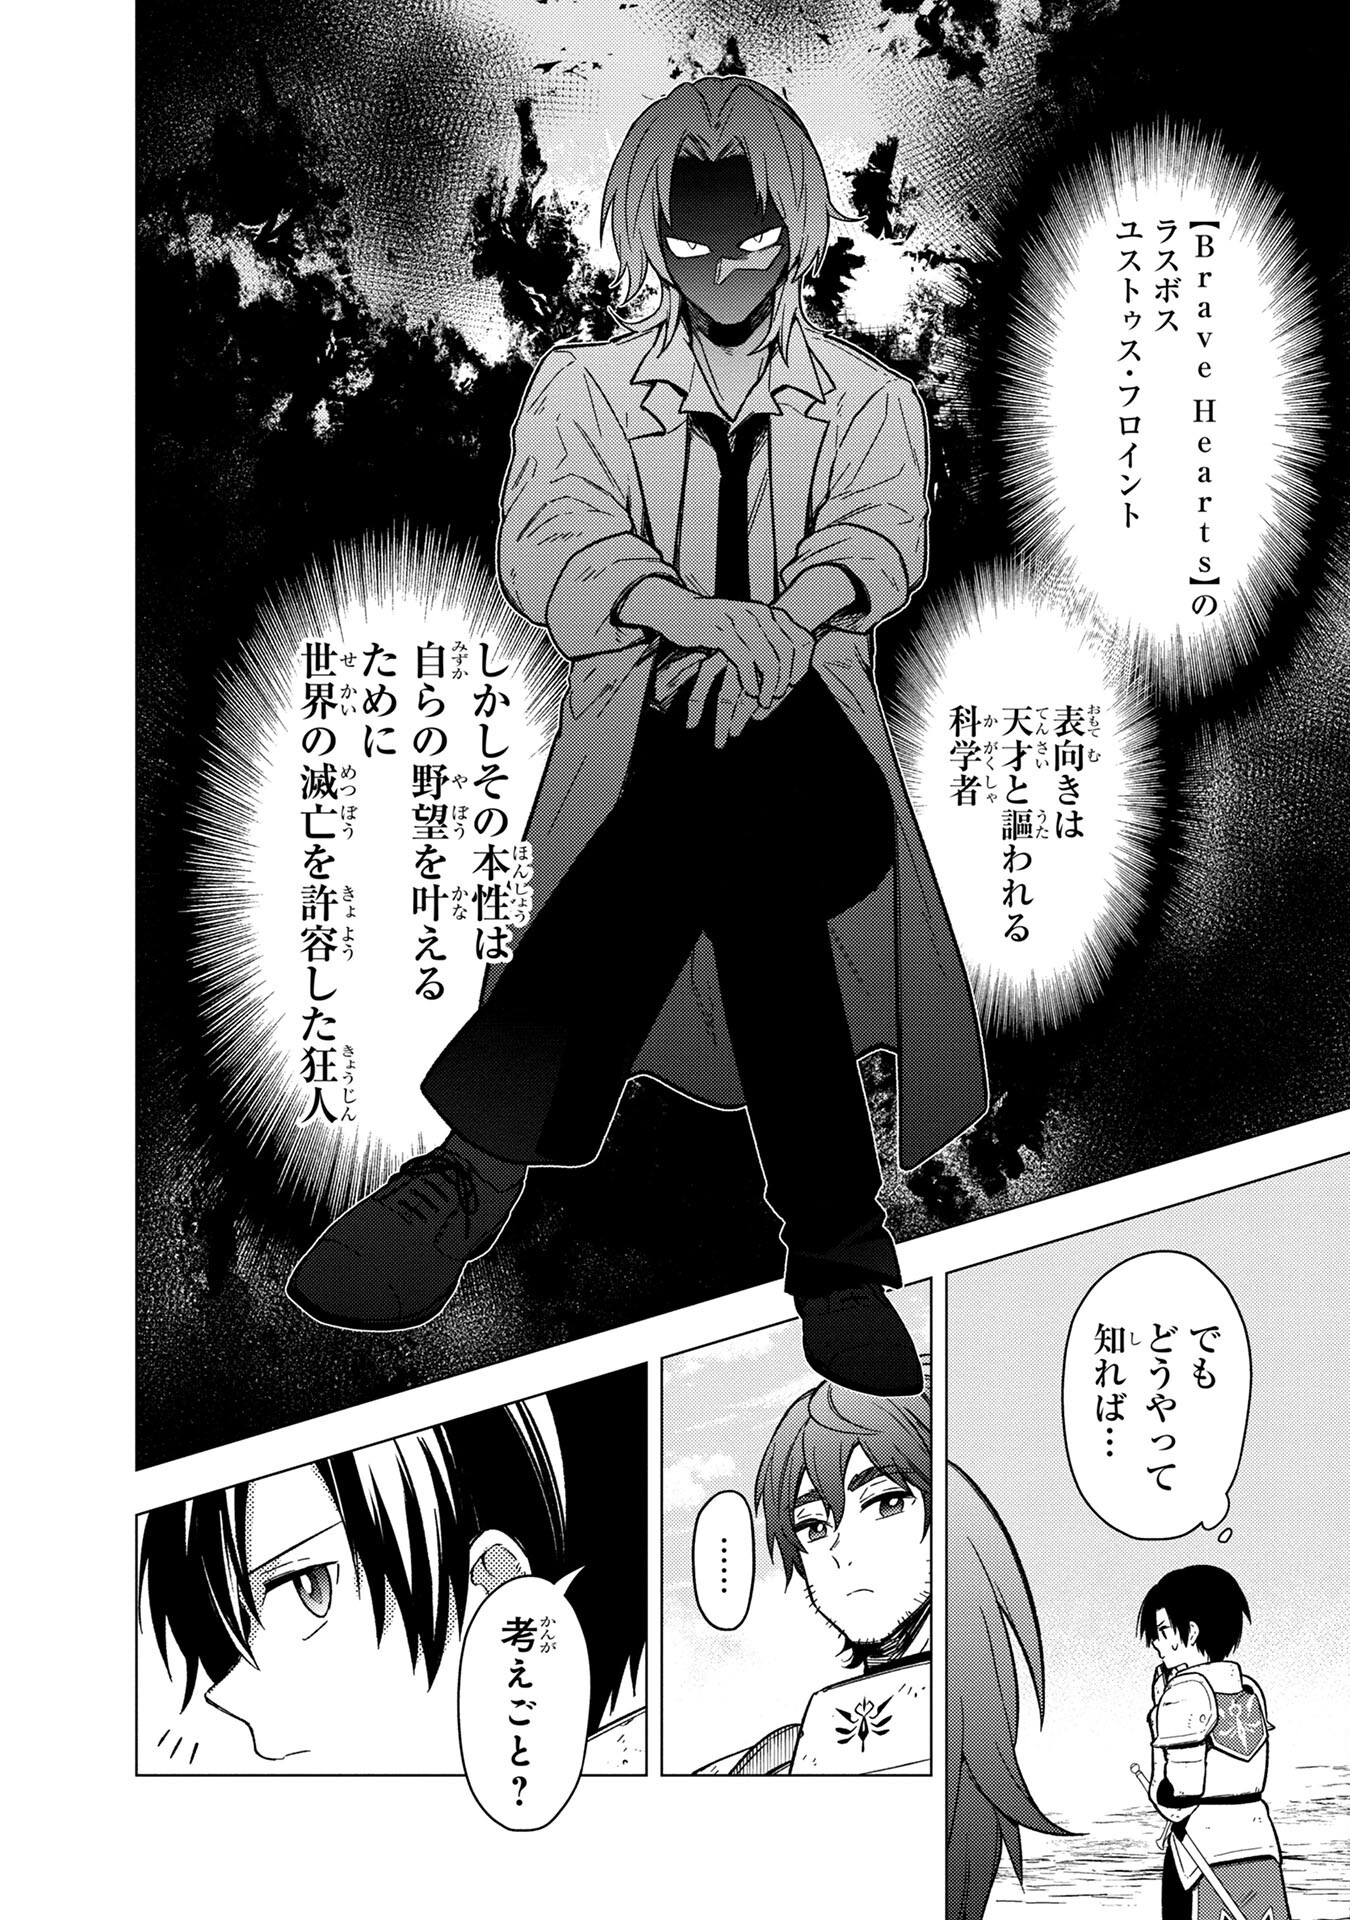 【Brave Hearts】の
ラスボス
ユストゥス・フロイント
表向きは
天才と謳われる
科学者
しかしその本性は
自らの野望を叶える
ために
世界の滅亡を許容した狂人
でも
どうやって
知れば…
……
考えごと？